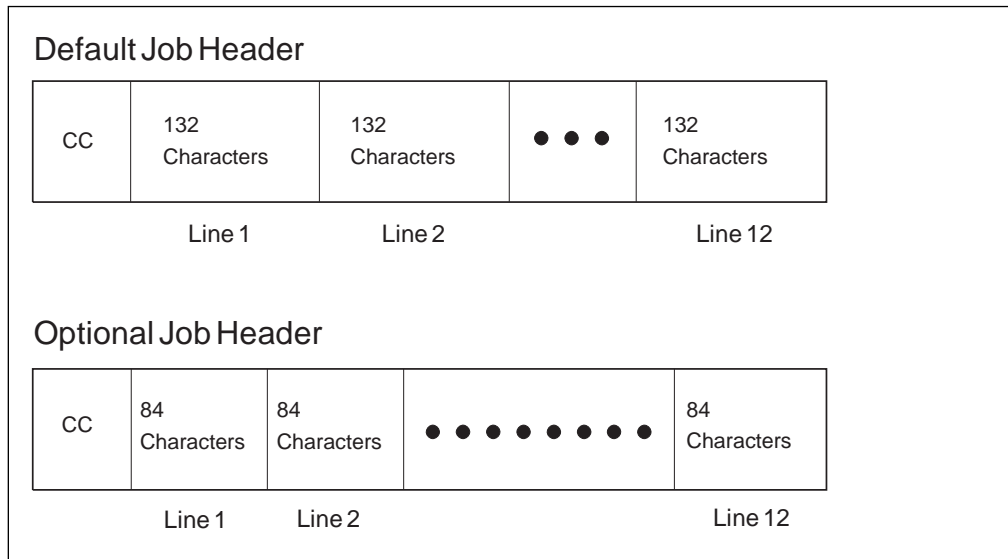 Default Job Header
CC
132
Characters
132
Characters
132
Characters
Line 1
Line 2
Line 12
Optional Job Header
CC
84
Characters
84
Characters
84
Characters
Line 1
Line 2
Line 12